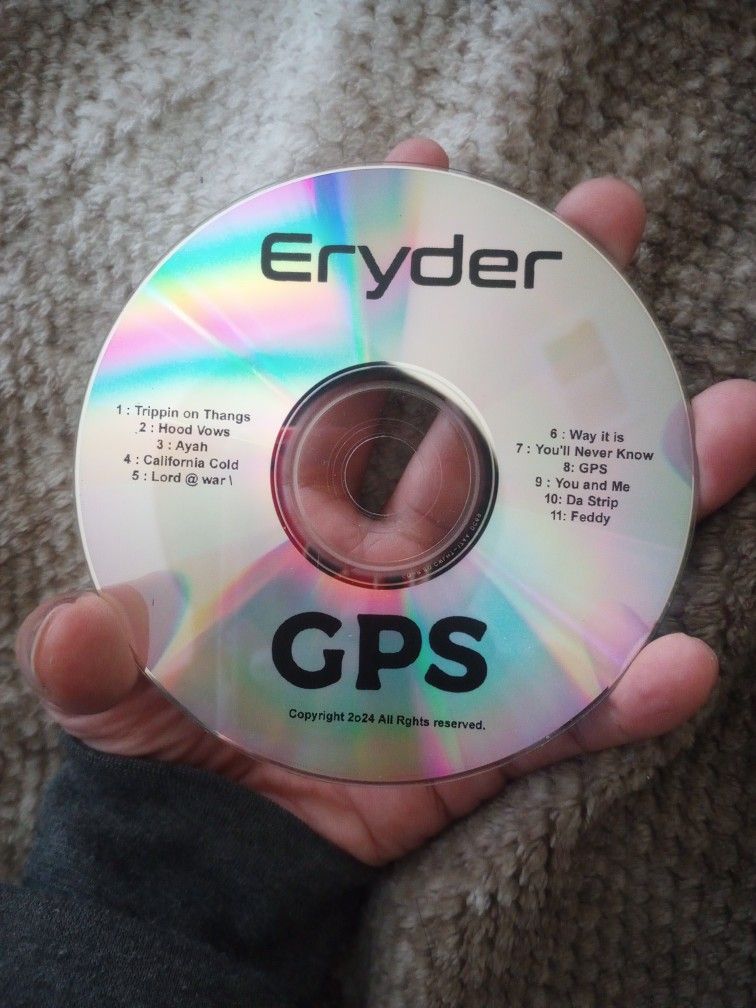 Eryder
1 : Trippin on Thangs
2 : Hood Vows
3 : Ayah
4 : California Cold
5 : Lord @ war \
6 : Way it is
7 : You'll Never Know
8: GPS
9 : You and Me
10: Da Strip
11: Feddy
GPS
Copyright 2o24 All Rghts reserved.